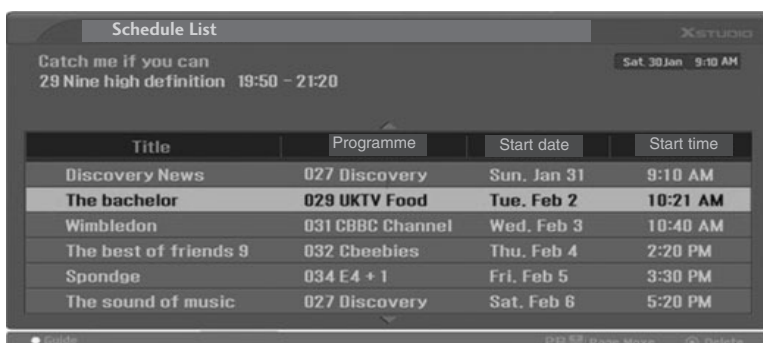 Schedule List
XSTUDIO
Catch me if you can
Sat. 30 Jan 9:10 AM
29 Nine high definition 19:50 - 21:20
Title Programme Start date Start time
Discovery News 027 Discovery Sun. Jan 31 9:10 AM
The bachelor 029 UKTV Food Tue. Feb 2 10:21 AM
Wimbledon 031 CBBC Channel Wed. Feb 3 10:40 AM
The best of friends 9 032 Cbeebies Thu. Feb 4 2:20 PM
Spondge 034 E4 + 1 Fri. Feb 5 3:30 PM
The sound of music 027 Discovery Sat. Feb 6 5:20 PM
Guide Page Move Delete